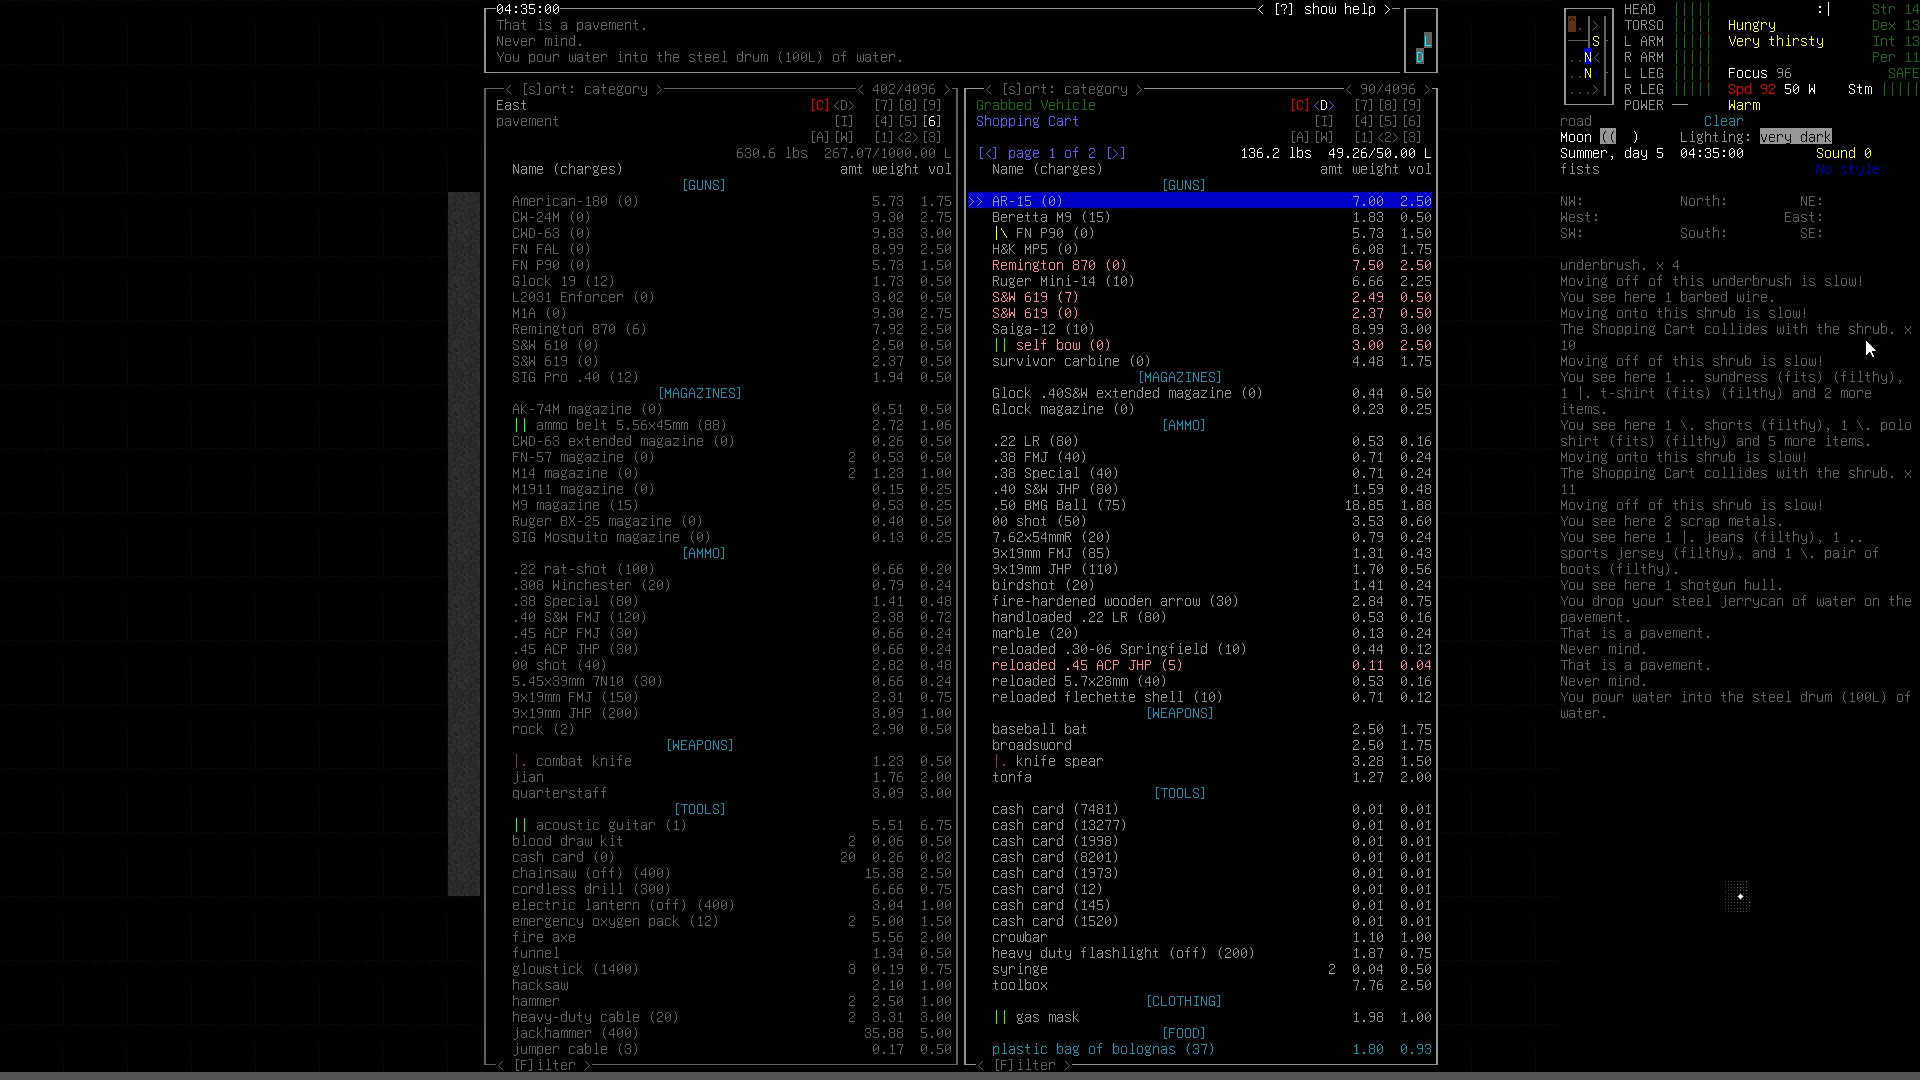 04:35:00 < [?] show help >
That is a pavement.
Never mind.
You pour water into the steel drum (100L) of water.
L
D
< [s]ort: category > < 402/4096 >
East [C] <D> [7][8][9]
pavement [I] [4][5][6]
[A][W] [1]<2>[3]
630.6 lbs 267.07/1000.00 L
Name (charges) amt weight vol
[GUNS]
American-180 (0) 5.73 1.75
CW-24M (0) 9.30 2.75
CWD-63 (0) 9.83 3.00
FN FAL (0) 8.99 2.50
FN P90 (0) 5.73 1.50
Glock 19 (12) 1.73 0.50
L2031 Enforcer (0) 3.02 0.50
M1A (0) 9.30 2.75
Remington 870 (6) 7.92 2.50
S&W 610 (0) 2.50 0.50
S&W 619 (0) 2.37 0.50
SIG Pro .40 (12) 1.94 0.50
[MAGAZINES]
AK-74M magazine (0) 0.51 0.50
|| ammo belt 5.56x45mm (88) 2.72 1.06
CWD-63 extended magazine (0) 0.26 0.50
FN-57 magazine (0) 2 0.53 0.50
M14 magazine (0) 2 1.23 1.00
M1911 magazine (0) 0.15 0.25
M9 magazine (15) 0.53 0.25
Ruger BX-25 magazine (0) 0.40 0.50
SIG Mosquito magazine (0) 0.13 0.25
[AMMO]
.22 rat-shot (100) 0.66 0.20
.308 Winchester (20) 0.79 0.24
.38 Special (80) 1.41 0.48
.40 S&W FMJ (120) 2.38 0.72
.45 ACP FMJ (30) 0.66 0.24
.45 ACP JHP (30) 0.66 0.24
00 shot (40) 2.82 0.48
5.45x39mm 7N10 (30) 0.66 0.24
9x19mm FMJ (150) 2.31 0.75
9x19mm JHP (200) 3.09 1.00
rock (2) 2.90 0.50
[WEAPONS]
|. combat knife 1.23 0.50
jian 1.76 2.00
quarterstaff 3.09 3.00
[TOOLS]
|| acoustic guitar (1) 5.51 6.75
blood draw kit 2 0.06 0.50
cash card (0) 20 0.26 0.02
chainsaw (off) (400) 15.38 2.50
cordless drill (300) 6.66 0.75
electric lantern (off) (400) 3.04 1.00
emergency oxygen pack (12) 2 5.00 1.50
fire axe 5.56 2.00
funnel 1.34 0.50
glowstick (1400) 3 0.19 0.75
hacksaw 2.10 1.00
hammer 2 2.50 1.00
heavy-duty cable (20) 2 3.31 3.00
jackhammer (400) 35.88 5.00
jumper cable (3) 0.17 0.50
< [F]ilter >
< [s]ort: category > < 90/4096 >
Grabbed Vehicle [C] <D> [7][8][9]
Shopping Cart [I] [4][5][6]
[A][W] [1]<2>[3]
[<] page 1 of 2 [>] 136.2 lbs 49.26/50.00 L
Name (charges) amt weight vol
[GUNS]
>> AR-15 (0) 7.00 2.50
Beretta M9 (15) 1.83 0.50
|\ FN P90 (0) 5.73 1.50
H&K MP5 (0) 6.08 1.75
Remington 870 (0) 7.50 2.50
Ruger Mini-14 (10) 6.66 2.25
S&W 619 (7) 2.49 0.50
S&W 619 (0) 2.37 0.50
Saiga-12 (10) 8.99 3.00
|| self bow (0) 3.00 2.50
survivor carbine (0) 4.48 1.75
[MAGAZINES]
Glock .40S&W extended magazine (0) 0.44 0.50
Glock magazine (0) 0.23 0.25
[AMMO]
.22 LR (80) 0.53 0.16
.38 FMJ (40) 0.71 0.24
.38 Special (40) 0.71 0.24
.40 S&W JHP (80) 1.59 0.48
.50 BMG Ball (75) 18.85 1.88
00 shot (50) 3.53 0.60
7.62x54mmR (20) 0.79 0.24
9x19mm FMJ (85) 1.31 0.43
9x19mm JHP (110) 1.70 0.56
birdshot (20) 1.41 0.24
fire-hardened wooden arrow (30) 2.84 0.75
handloaded .22 LR (80) 0.53 0.16
marble (20) 0.13 0.24
reloaded .30-06 Springfield (10) 0.44 0.12
reloaded .45 ACP JHP (5) 0.11 0.04
reloaded 5.7x28mm (40) 0.53 0.16
reloaded flechette shell (10) 0.71 0.12
[WEAPONS]
baseball bat 2.50 1.75
broadsword 2.50 1.75
|. knife spear 3.28 1.50
tonfa 1.27 2.00
[TOOLS]
cash card (7481) 0.01 0.01
cash card (13277) 0.01 0.01
cash card (1998) 0.01 0.01
cash card (8201) 0.01 0.01
cash card (1973) 0.01 0.01
cash card (12) 0.01 0.01
cash card (145) 0.01 0.01
cash card (1520) 0.01 0.01
crowbar 1.10 1.00
heavy duty flashlight (off) (200) 1.87 0.75
syringe 2 0.04 0.50
toolbox 7.76 2.50
[CLOTHING]
|| gas mask 1.98 1.00
[FOOD]
plastic bag of bolognas (37) 1.80 0.93
< [F]ilter >
HEAD ||||| :| Str 14
TORSO ||||| Hungry Dex 13
L ARM ||||| Very thirsty Int 13
R ARM ||||| Per 11
L LEG ||||| Focus 96 SAFE
R LEG ||||| Spd 92 50 W Stm |||||
POWER — Warm
road Clear
Moon (( ) Lighting: very dark
Summer, day 5 04:35:00 Sound 0
fists No style
NW: North: NE:
West: East:
SW: South: SE:
underbrush. x 4
Moving off of this underbrush is slow!
You see here 1 barbed wire.
Moving onto this shrub is slow!
The Shopping Cart collides with the shrub. x
10
Moving off of this shrub is slow!
You see here 1 .. sundress (fits) (filthy),
1 |. t-shirt (fits) (filthy) and 2 more
items.
You see here 1 \. shorts (filthy), 1 \. polo
shirt (fits) (filthy) and 5 more items.
Moving onto this shrub is slow!
The Shopping Cart collides with the shrub. x
11
Moving off of this shrub is slow!
You see here 2 scrap metals.
You see here 1 |. jeans (filthy), 1 ..
sports jersey (filthy), and 1 \. pair of
boots (filthy).
You see here 1 shotgun hull.
You drop your steel jerrycan of water on the
pavement.
That is a pavement.
Never mind.
That is a pavement.
Never mind.
You pour water into the steel drum (100L) of
water.